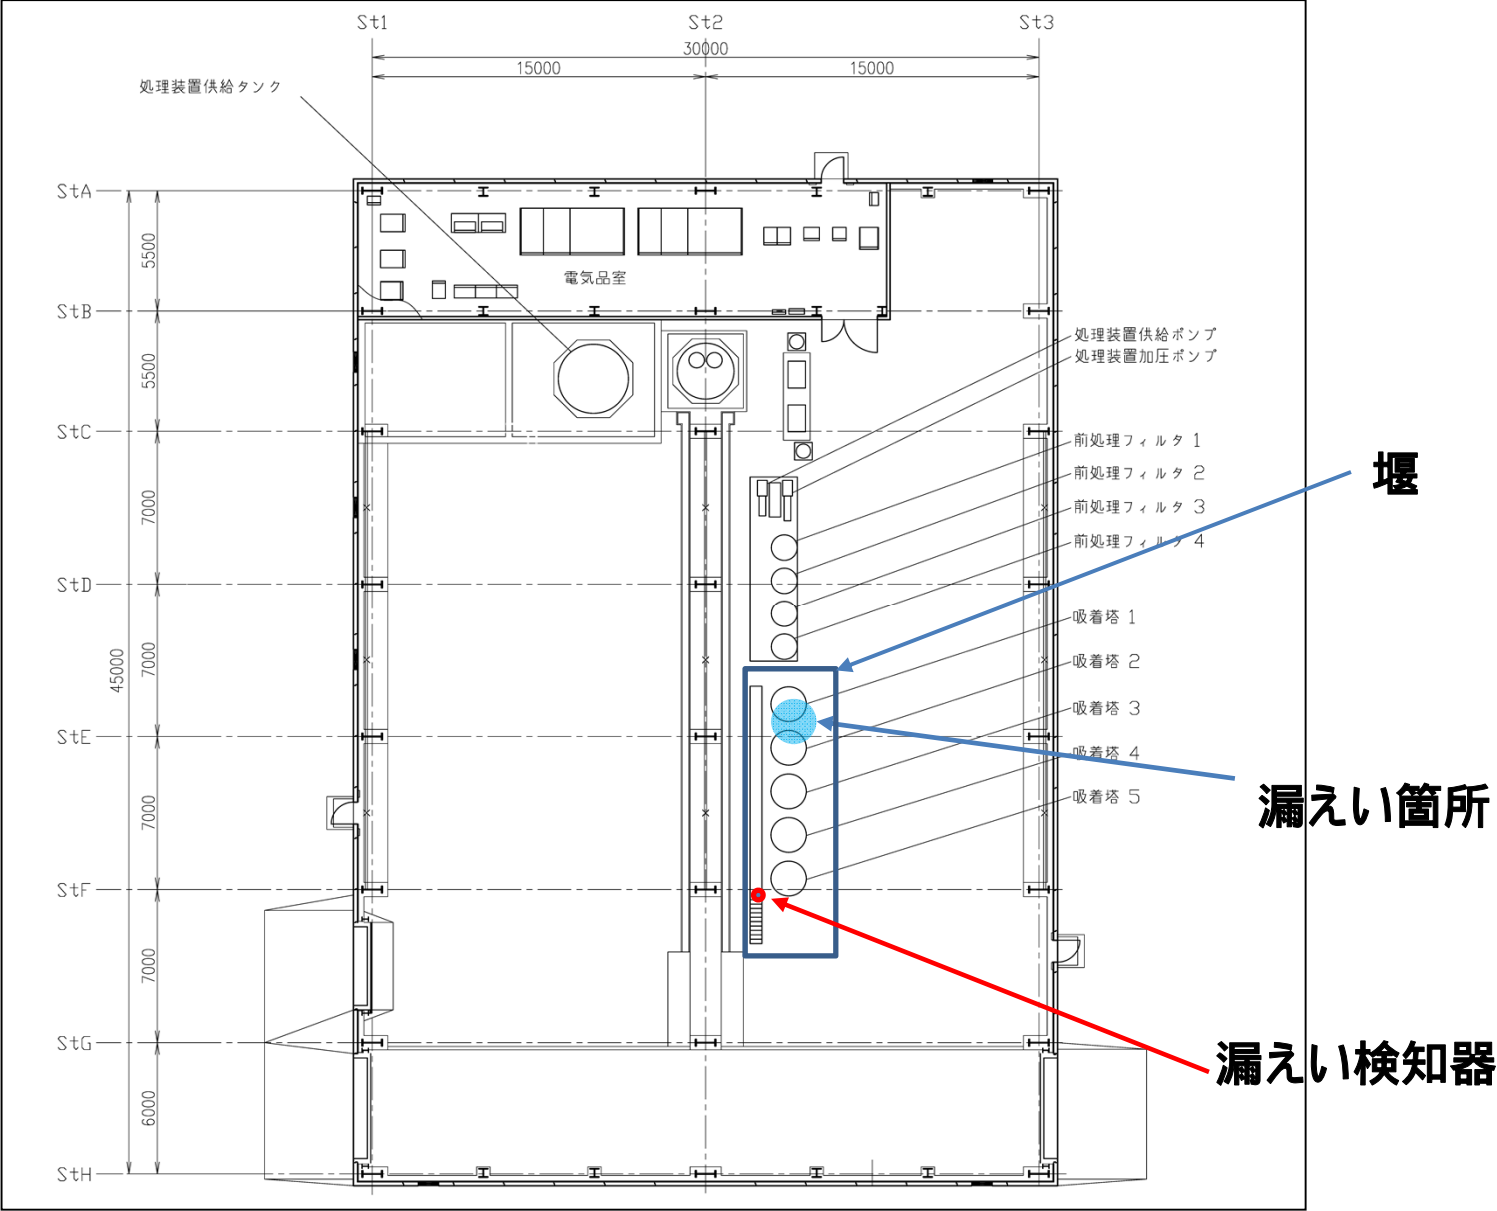 St1
St2
St3
30000
15000
15000
処理装置供給タンク
StA
5500
電気品室
StB
処理装置供給ポンプ
処理装置加圧ポンプ
5500
StC
前処理フィルタ 1
前処理フィルタ 2
堰
7000
前処理フィルタ 3
前処理フィルタ 4
StD
吸着塔 1
45000
7000
吸着塔 2
吸着塔 3
StE
吸着塔 4
吸着塔 5
漏えい箇所
7000
StF
7000
StG
漏えい検知器
6000
StH